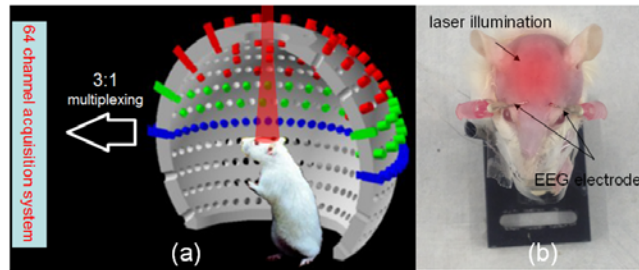 64 channel acquisition system
3:1
multiplexing
(a)
laser illumination
EEG electrode
(b)